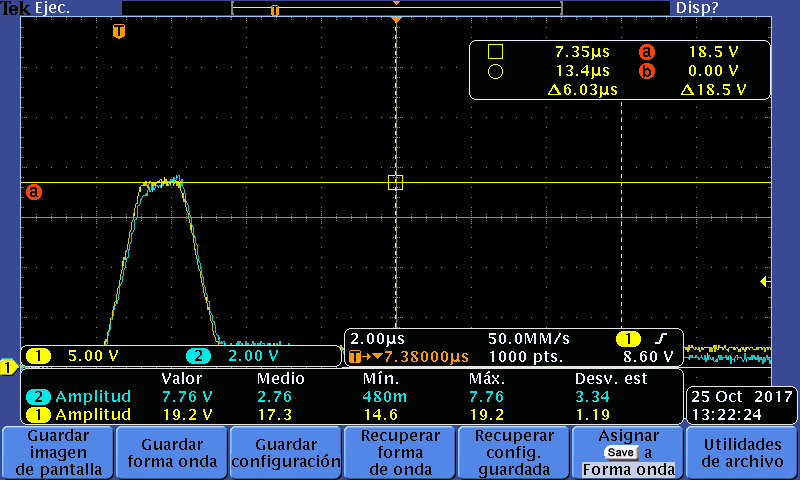 Tek Ejec. Disp?
T
T
7.35µs a 18.5 V
13.4µs b 0.00 V
Δ6.03µs Δ18.5 V
a
1 5.00 V 2 2.00 V
2.00µs 50.0MM/s 1
T→▼7.38000µs 1000 pts. 8.60 V
1
Valor Medio Mín. Máx. Desv. est
2 Amplitud 7.76 V 2.76 480m 7.76 3.34
1 Amplitud 19.2 V 17.3 14.6 19.2 1.19
25 Oct 2017
13:22:24
Guardar
imagen
de pantalla
Guardar
forma onda
Guardar
configuración
Recuperar
forma
de onda
Recuperar
config.
guardada
Asignar
Save a
Forma onda
Utilidades
de archivo